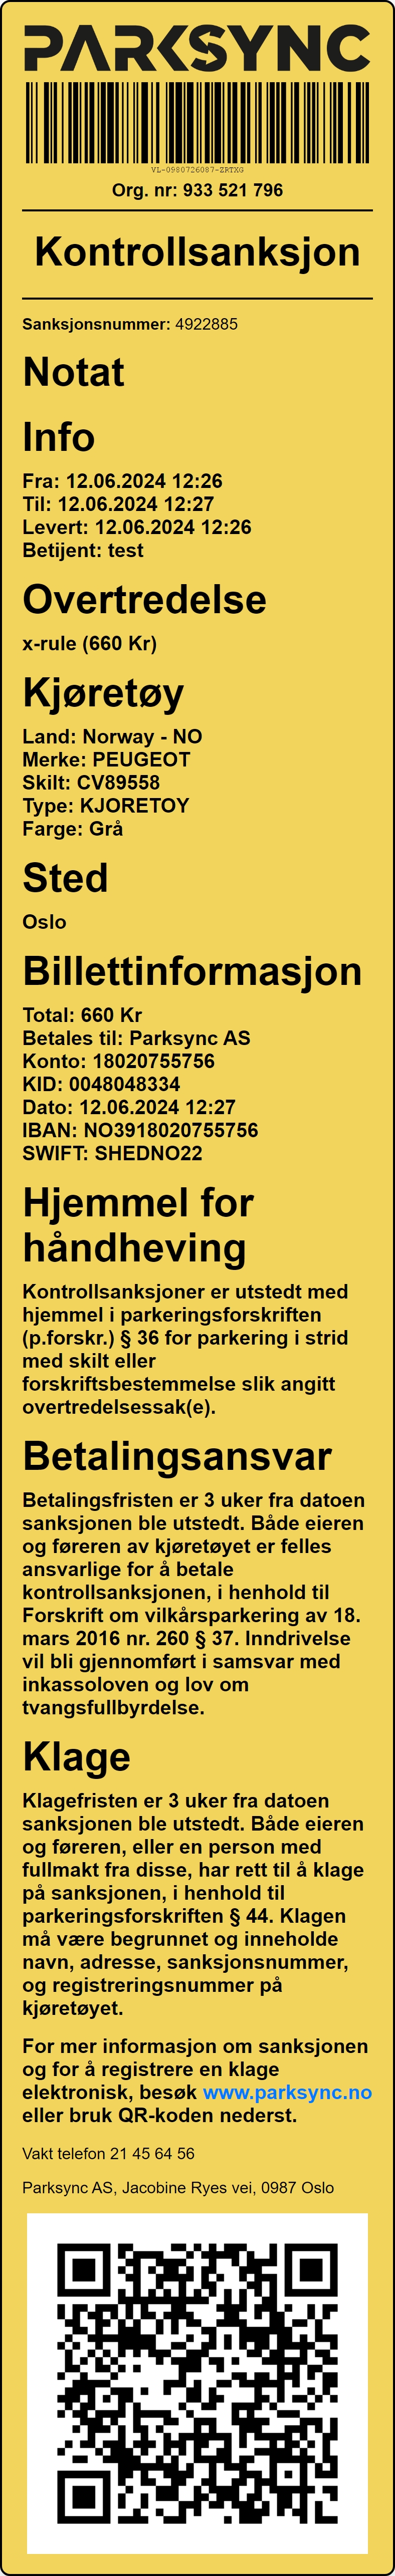 PARKSYNC
VL-0980726087-ZRTXG
Org. nr: 933 521 796
Kontrollsanksjon
Sanksjonsnummer: 4922885
Notat
Info
Fra: 12.06.2024 12:26
Til: 12.06.2024 12:27
Levert: 12.06.2024 12:26
Betijent: test
Overtredelse
x-rule (660 Kr)
Kjøretøy
Land: Norway - NO
Merke: PEUGEOT
Skilt: CV89558
Type: KJORETOY
Farge: Grå
Sted
Oslo
Billettinformasjon
Total: 660 Kr
Betales til: Parksync AS
Konto: 18020755756
KID: 0048048334
Dato: 12.06.2024 12:27
IBAN: NO3918020755756
SWIFT: SHEDNO22
Hjemmel for
håndheving
Kontrollsanksjoner er utstedt med
hjemmel i parkeringsforskriften
(p.forskr.) § 36 for parkering i strid
med skilt eller
forskriftsbestemmelse slik angitt
overtredelsessak(e).
Betalingsansvar
Betalingsfristen er 3 uker fra datoen
sanksjonen ble utstedt. Både eieren
og føreren av kjøretøyet er felles
ansvarlige for å betale
kontrollsanksjonen, i henhold til
Forskrift om vilkårsparkering av 18.
mars 2016 nr. 260 § 37. Inndrivelse
vil bli gjennomført i samsvar med
inkassoloven og lov om
tvangsfullbyrdelse.
Klage
Klagefristen er 3 uker fra datoen
sanksjonen ble utstedt. Både eieren
og føreren, eller en person med
fullmakt fra disse, har rett til å klage
på sanksjonen, i henhold til
parkeringsforskriften § 44. Klagen
må være begrunnet og inneholde
navn, adresse, sanksjonsnummer,
og registreringsnummer på
kjøretøyet.
For mer informasjon om sanksjonen
og for å registrere en klage
elektronisk, besøk www.parksync.no
eller bruk QR-koden nederst.
Vakt telefon 21 45 64 56
Parksync AS, Jacobine Ryes vei, 0987 Oslo